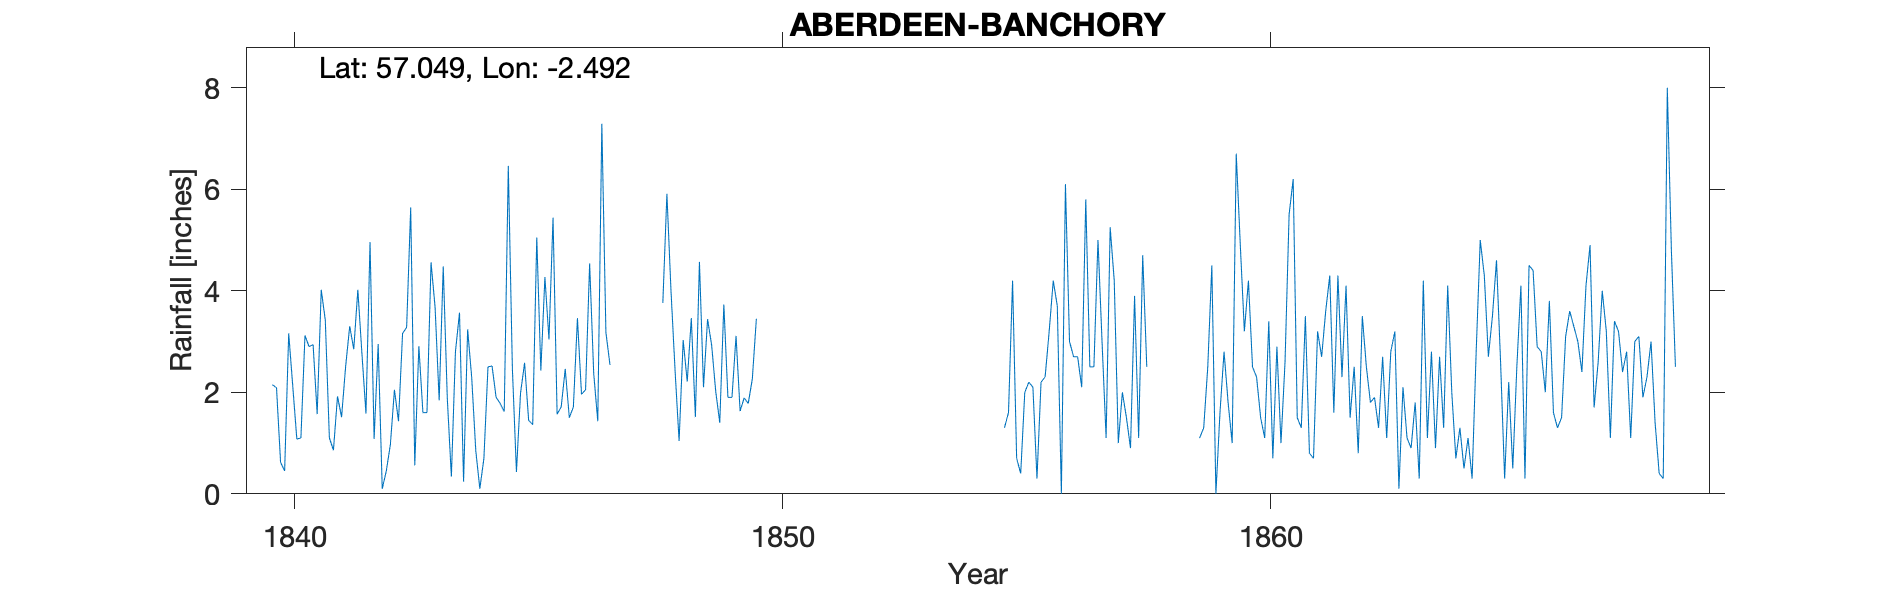 ABERDEEN-BANCHORY
Lat: 57.049, Lon: -2.492
8
6
4
2
0
Rainfall [inches]
1840 1850 1860
Year